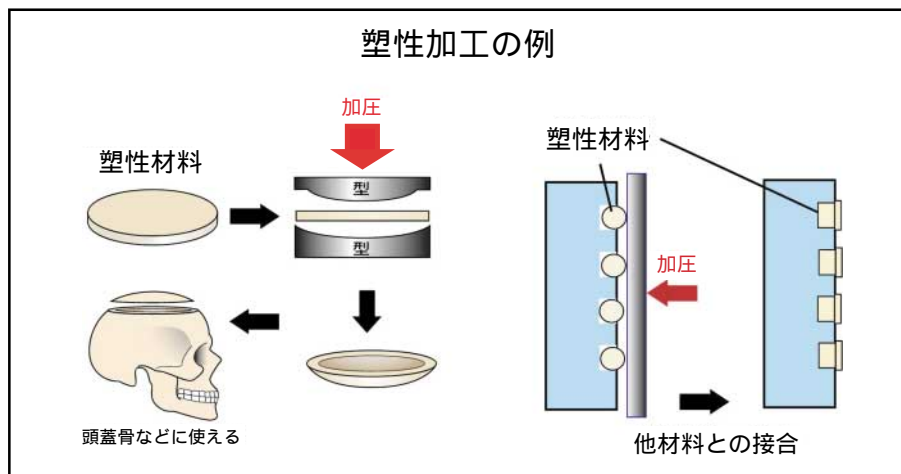 塑性加工の例
加圧
塑性材料
型
型
頭蓋骨などに使える
塑性材料
加圧
他材料との接合